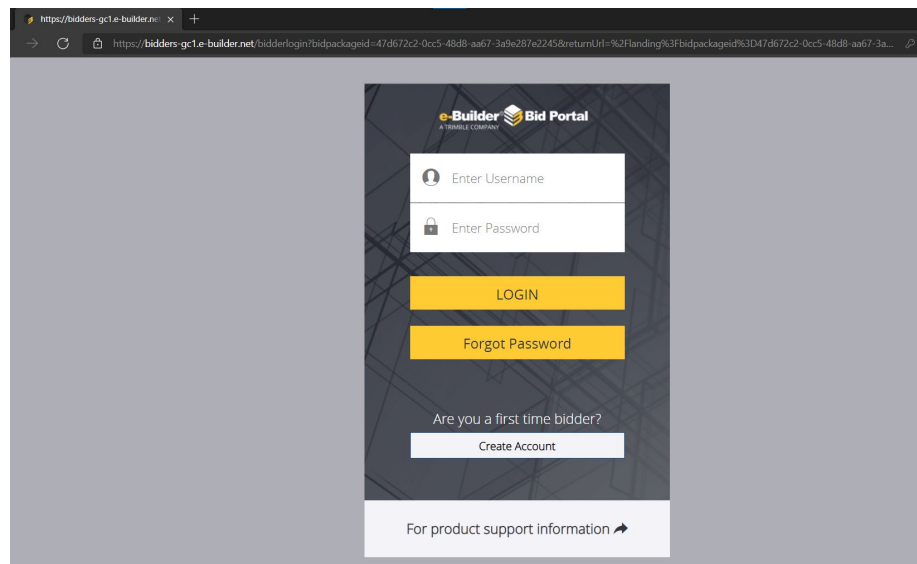 https://bidders-gc1.e-builder.net
https://bidders-gc1.e-builder.net/bidderlogin?bidpackageid=47d672c2-0cc5-48d8-aa67-3a9e287e2245&returnUrl=%2Flanding%3Fbidpackageid%3D47d672c2-0cc5-48d8-aa67-3a...
e-Builder Bid Portal
A TRIMBLE COMPANY
Enter Username
Enter Password
LOGIN
Forgot Password
Are you a first time bidder?
Create Account
For product support information